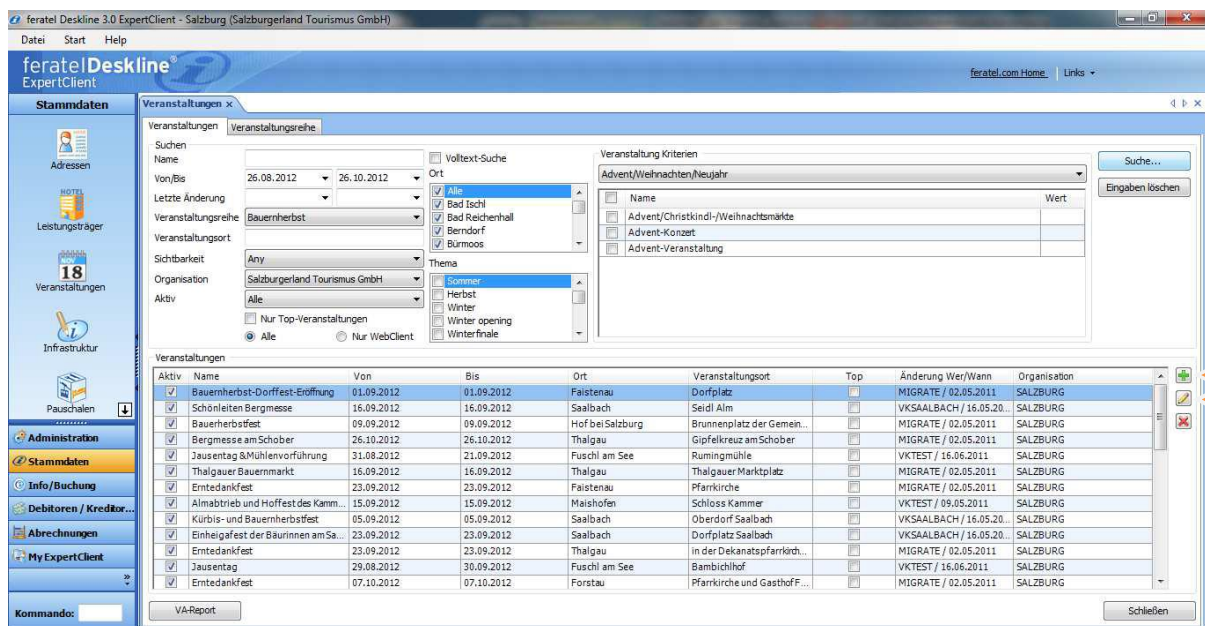 feratel Deskline 3.0 ExpertClient - Salzburg (Salzburgerland Tourismus GmbH)
Datei Start Help
feratelDeskline®
ExpertClient
feratel.com Home Links
Stammdaten
Adressen
HOTEL
Leistungsträger
NOV
18
Veranstaltungen
Infrastruktur
Pauschalen
Administration
Stammdaten
Info/Buchung
Debitoren / Kreditor...
Abrechnungen
My ExpertClient
Kommando:
Veranstaltungen x
Veranstaltungen Veranstaltungsreihe
Suchen
Name
Von/Bis 26.08.2012 26.10.2012
Letzte Änderung
Veranstaltungsreihe Bauernherbst
Veranstaltungsort
Sichtbarkeit Any
Organisation Salzburgerland Tourismus GmbH
Aktiv Alle
Nur Top-Veranstaltungen
Alle Nur WebClient
Volltext-Suche
Ort
Alle
Bad Ischl
Bad Reichenhall
Berndorf
Bürmoos
Thema
Sommer
Herbst
Winter
Winter opening
Winterfinale
Veranstaltung Kriterien
Advent/Weihnachten/Neujahr
Name Wert
Advent/Christkindl-/Weihnachtsmärkte
Advent-Konzert
Advent-Veranstaltung
Suche...
Eingaben löschen
Veranstaltungen
Aktiv Name Von Bis Ort Veranstaltungsort Top Änderung Wer/Wann Organisation
Bauernherbst-Dorffest-Eröffnung 01.09.2012 01.09.2012 Faistenau Dorfplatz MIGRATE / 02.05.2011 SALZBURG
Schönleiten Bergmesse 16.09.2012 16.09.2012 Saalbach Seidl Alm VKSAALBACH / 16.05.20... SALZBURG
Bauerherbstfest 09.09.2012 09.09.2012 Hof bei Salzburg Brunnenplatz der Gemein... MIGRATE / 02.05.2011 SALZBURG
Bergmesse am Schober 26.10.2012 26.10.2012 Thalgau Gipfelkreuz am Schober MIGRATE / 02.05.2011 SALZBURG
Jausentag &Mühlenvorführung 31.08.2012 21.09.2012 Fuschl am See Rumingmühle VKTEST / 16.06.2011 SALZBURG
Thalgauer Bauernmarkt 16.09.2012 16.09.2012 Thalgau Thalgauer Marktplatz MIGRATE / 02.05.2011 SALZBURG
Erntedankfest 23.09.2012 23.09.2012 Faistenau Pfarrkirche MIGRATE / 02.05.2011 SALZBURG
Almabtrieb und Hoffest des Kamm... 15.09.2012 15.09.2012 Maishofen Schloss Kammer VKTEST / 09.05.2011 SALZBURG
Kürbis- und Bauernherbstfest 05.09.2012 05.09.2012 Saalbach Oberdorf Saalbach VKSAALBACH / 16.05.20... SALZBURG
Einheigafest der Bäurinnen am Sa... 23.09.2012 23.09.2012 Saalbach Dorfplatz Saalbach VKSAALBACH / 16.05.20... SALZBURG
Erntedankfest 23.09.2012 23.09.2012 Thalgau in der Dekanatspfarrkirch... MIGRATE / 02.05.2011 SALZBURG
Jausentag 29.08.2012 30.09.2012 Fuschl am See Bambichlhof VKTEST / 16.06.2011 SALZBURG
Erntedankfest 07.10.2012 07.10.2012 Forstau Pfarrkirche und Gasthof F... MIGRATE / 02.05.2011 SALZBURG
VA-Report Schließen